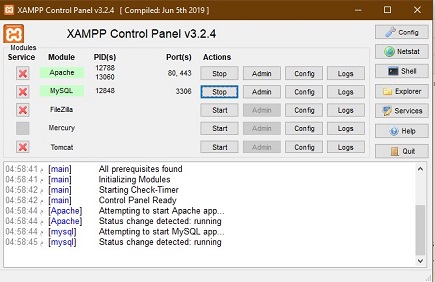 XAMPP Control Panel v3.2.4 [ Compiled: Jun 5th 2019 ]
XAMPP Control Panel v3.2.4
Config
Modules
Service Module PID(s) Port(s) Actions
Netstat
Apache 12788 13060 80, 443 Stop Admin Config Logs
Shell
MySQL 12848 3306 Stop Admin Config Logs
Explorer
FileZilla Start Admin Config Logs
Services
Mercury Start Admin Config Logs
Help
Tomcat Start Admin Config Logs
Quit
04:58:41 م [main] All prerequisites found
04:58:41 م [main] Initializing Modules
04:58:42 م [main] Starting Check-Timer
04:58:42 م [main] Control Panel Ready
04:58:42 م [Apache] Attempting to start Apache app...
04:58:44 م [Apache] Status change detected: running
04:58:44 م [mysql] Attempting to start MySQL app...
04:58:45 م [mysql] Status change detected: running